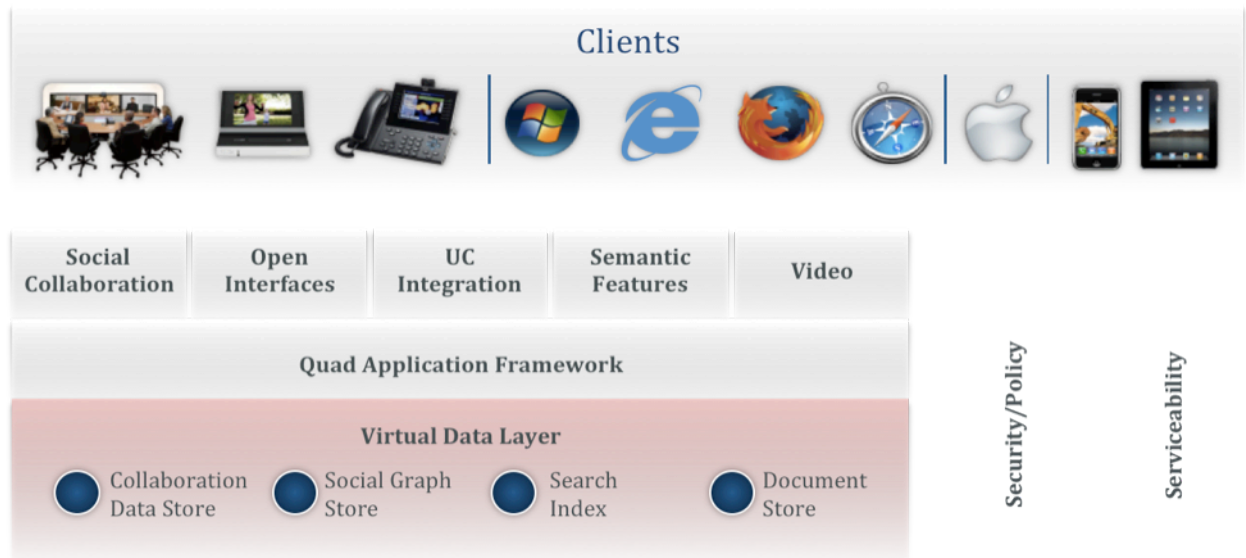 Clients
Social
Collaboration
Open
Interfaces
UC
Integration
Semantic
Features
Video
Quad Application Framework
Virtual Data Layer
Collaboration
Data Store
Social Graph
Store
Search
Index
Document
Store
Security/Policy
Serviceability